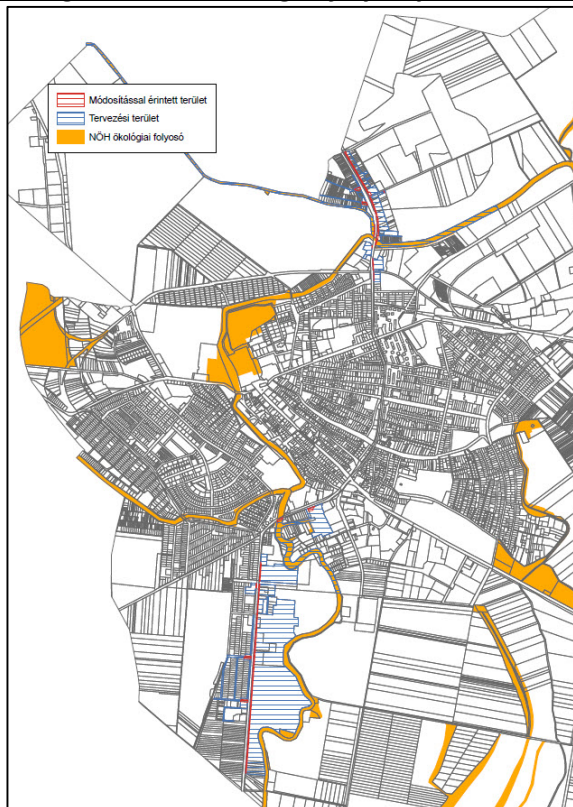 Módosítással érintett terület
Tervezési terület
NÖH ökológiai folyosó